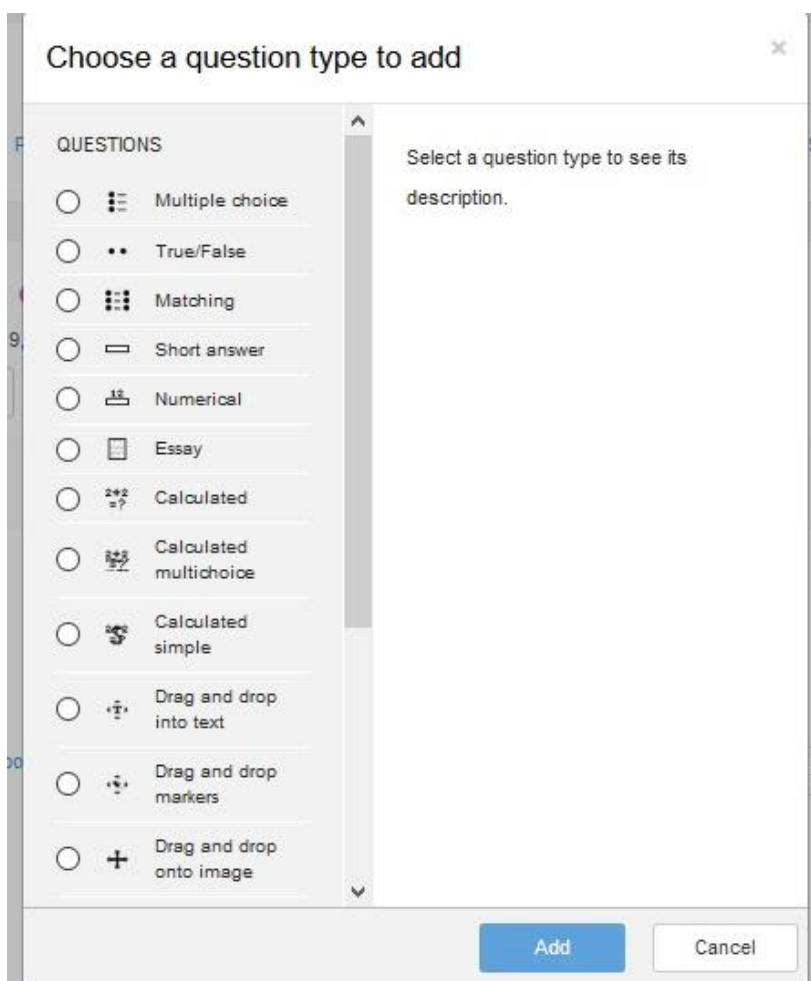 Choose a question type to add
×
QUESTIONS
Multiple choice
True/False
Matching
Short answer
Numerical
Essay
Calculated
Calculated
multichoice
Calculated
simple
Drag and drop
into text
Drag and drop
markers
Drag and drop
onto image
Select a question type to see its
description.
Add
Cancel